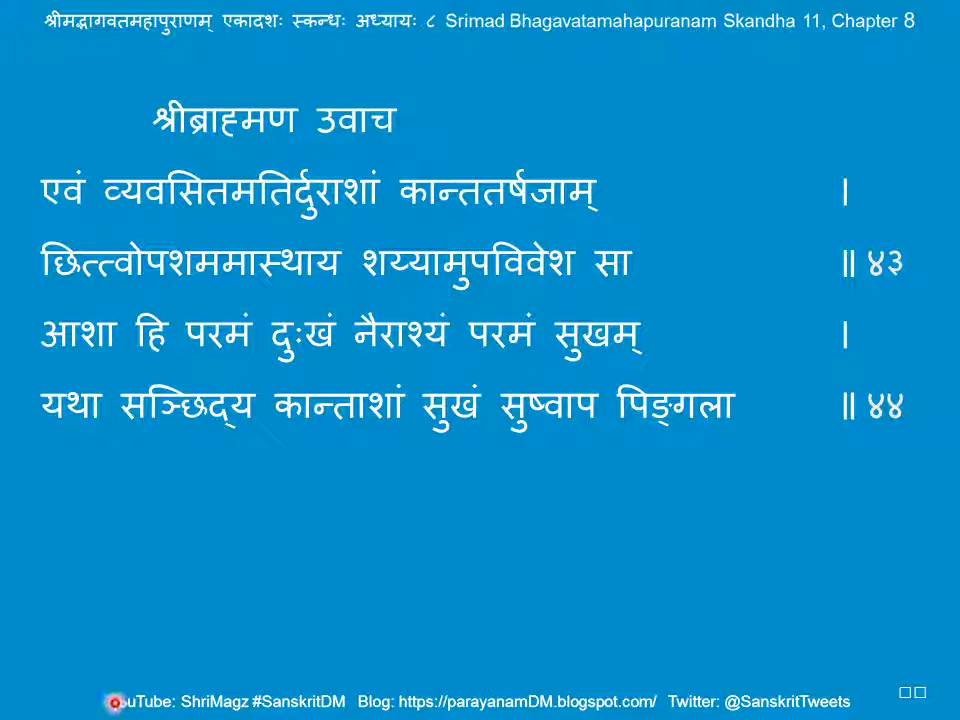 श्रीमद्भागवतमहापुराणम् एकादशः स्कन्धः अध्यायः ८ Srimad Bhagavatamahapuranam Skandha 11, Chapter 8
श्रीब्राह्मण उवाच
एवं व्यवसितमतिर्दुराशां कान्ततर्षजाम् ।
छित्त्वोपशममास्थाय शय्यामुपविवेश सा ॥ ४३
आशा हि परमं दुःखं नैराश्यं परमं सुखम् ।
यथा सञ्छिद्य कान्ताशां सुखं सुष्वाप पिङ्गला ॥ ४४
uTube: ShriMagz #SanskritDM Blog: https://parayanamDM.blogspot.com/ Twitter: @SanskritTweets